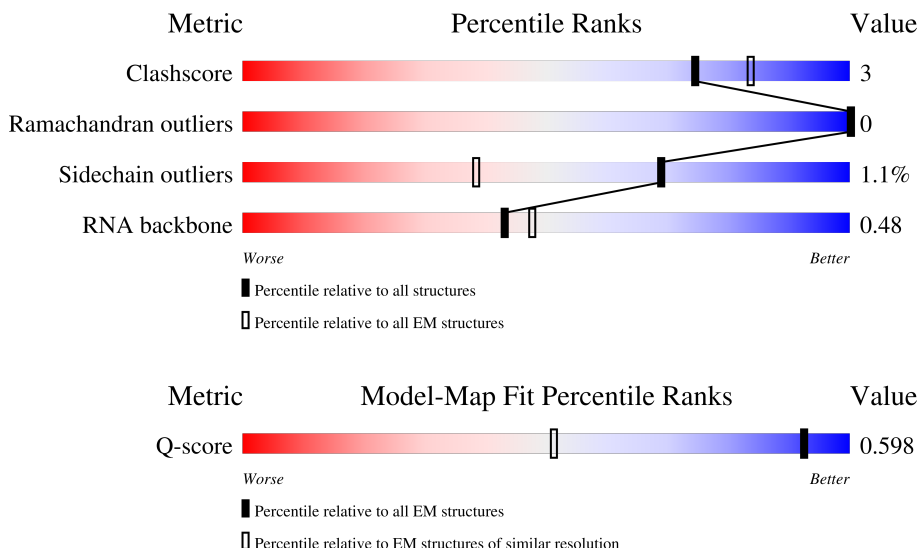 Metric Percentile Ranks Value
Clashscore 3
Ramachandran outliers 0
Sidechain outliers 1.1%
RNA backbone 0.48
Worse Better
Percentile relative to all structures
Percentile relative to all EM structures
Metric Model-Map Fit Percentile Ranks Value
Q-score 0.598
Worse Better
Percentile relative to all EM structures
Percentile relative to EM structures of similar resolution